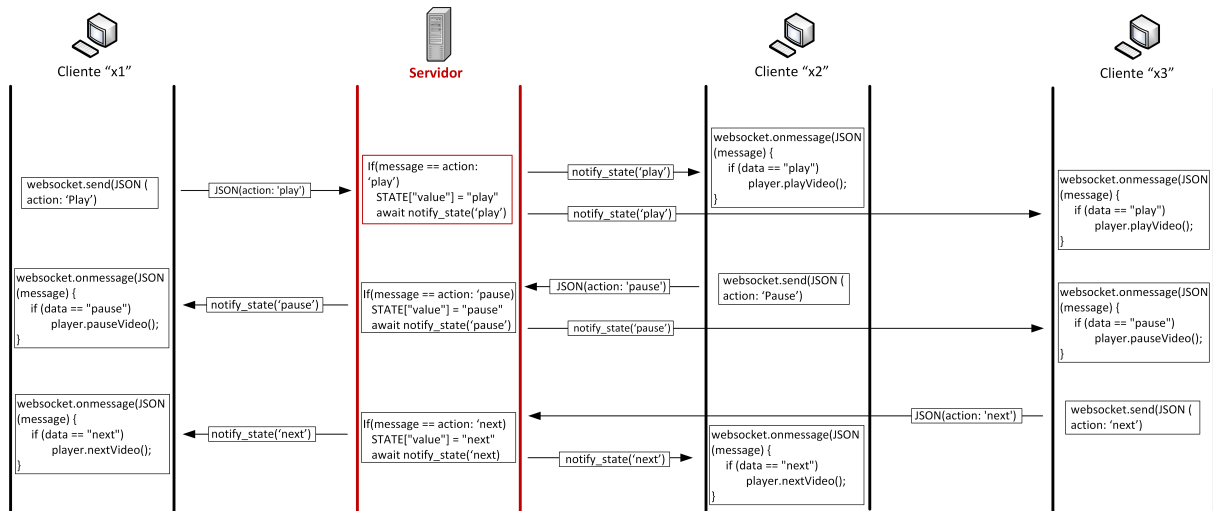 Cliente “x1”
Servidor
Cliente “x2”
Cliente “x3”
websocket.send(JSON (
action: ‘Play’)
JSON(action: 'play')
If(message == action:
‘play’)
STATE["value"] = "play"
await notify_state(‘play’)
notify_state(‘play’)
notify_state(‘play’)
websocket.onmessage(JSON
(message) {
if (data == "play")
player.playVideo();
}
websocket.onmessage(JSON
(message) {
if (data == "play")
player.playVideo();
}
websocket.onmessage(JSON
(message) {
if (data == "pause")
player.pauseVideo();
}
notify_state(‘pause’)
If(message == action: ‘pause)
STATE["value"] = "pause"
await notify_state(‘pause’)
JSON(action: 'pause')
notify_state(‘pause’)
websocket.send(JSON (
action: ‘Pause’)
websocket.onmessage(JSON
(message) {
if (data == "pause")
player.pauseVideo();
}
websocket.onmessage(JSON
(message) {
if (data == "next")
player.nextVideo();
}
notify_state(‘next’)
If(message == action: ‘next)
STATE["value"] = "next"
await notify_state(‘next)
notify_state(‘next’)
websocket.onmessage(JSON
(message) {
if (data == "next")
player.nextVideo();
}
JSON(action: 'next')
websocket.send(JSON (
action: ‘next’)